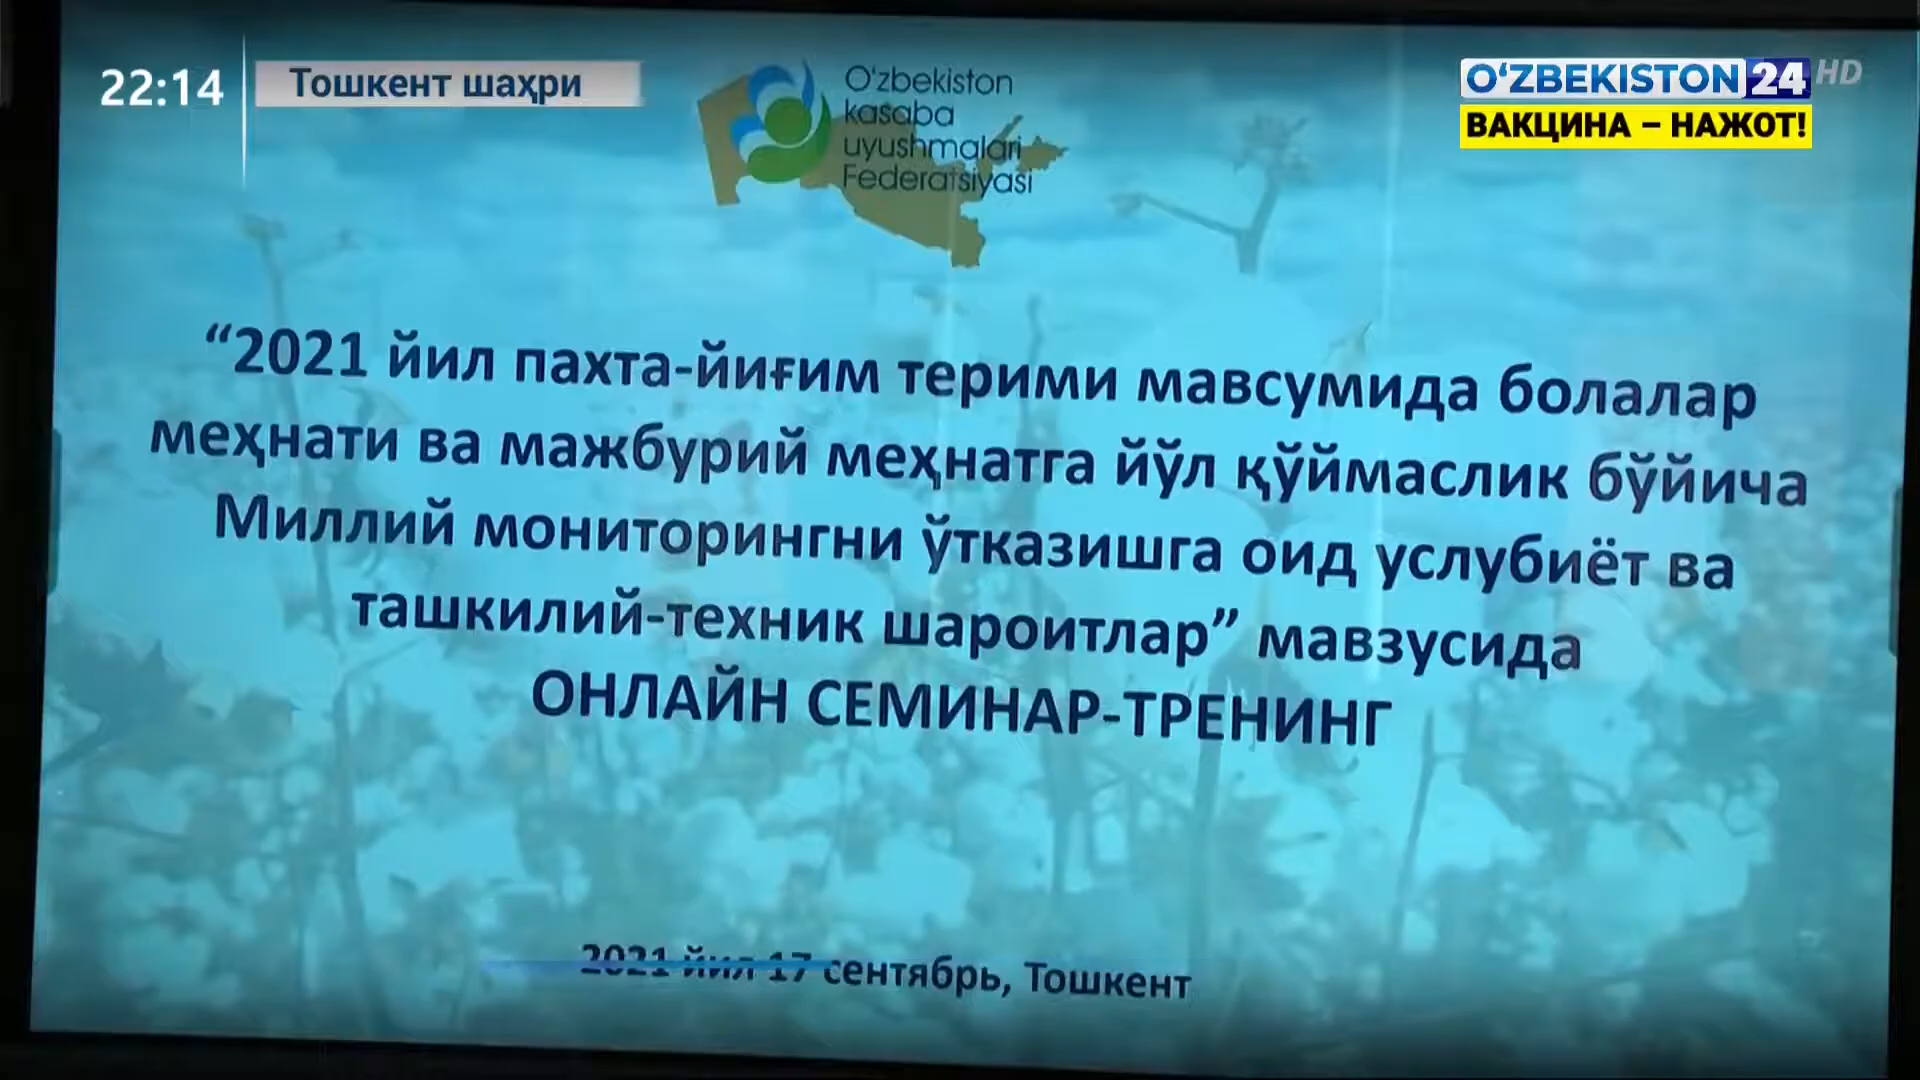 22:14
Тошкент шаҳри
O‘ZBEKISTON 24 HD
ВАКЦИНА – НАЖОТ!
O‘zbekiston
kasaba
uyushmalari
Federatsiyasi
“2021 йил пахта-йиғим терими мавсумида болалар
меҳнати ва мажбурий меҳнатга йўл қўймаслик бўйича
Миллий мониторингни ўтказишга оид услубиёт ва
ташкилий-техник шароитлар” мавзусида
ОНЛАЙН СЕМИНАР-ТРЕНИНГ
2021 йил 17 сентябрь, Тошкент